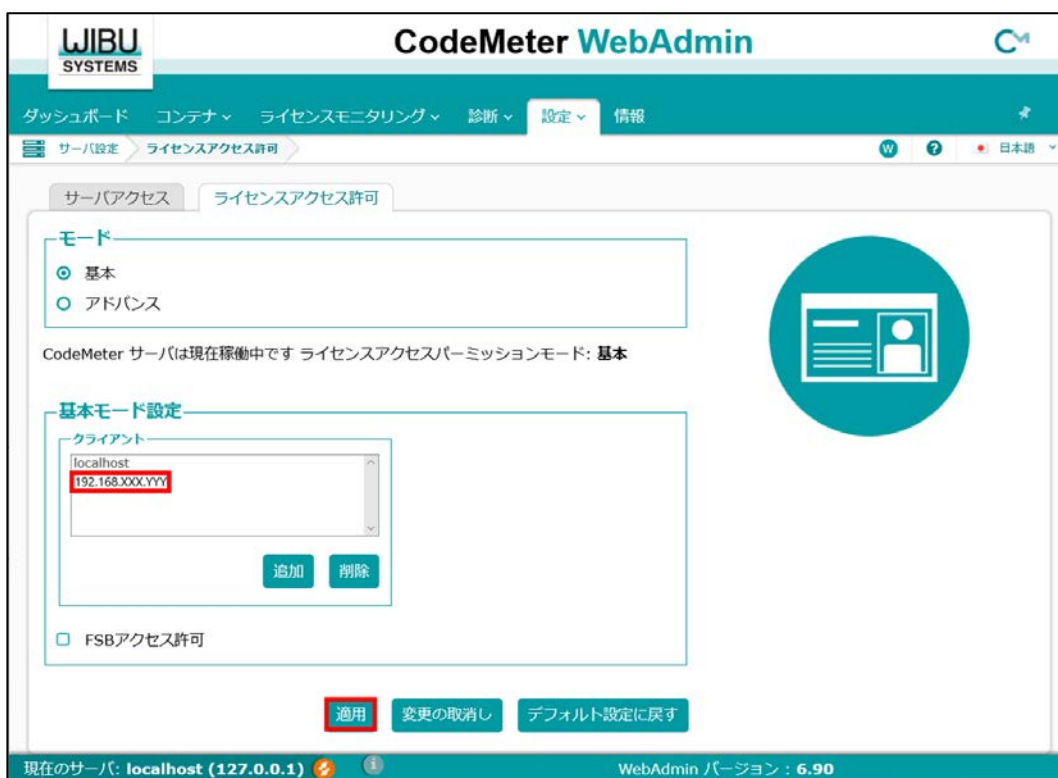 WIBU
SYSTEMS
CodeMeter WebAdmin
ダッシュボード コンテナ ライセンスモニタリング 診断 設定 情報
サーバ設定 ライセンスアクセス許可 W ? 日本語
サーバアクセス ライセンスアクセス許可
モード
基本
アドバンス
CodeMeter サーバは現在稼働中です ライセンスアクセスパーミッションモード: 基本
基本モード設定
クライアント
localhost
192.168.XXX.YYY
追加 削除
FSBアクセス許可
適用 変更の取消し デフォルト設定に戻す
現在のサーバ: localhost (127.0.0.1) i WebAdmin バージョン : 6.90